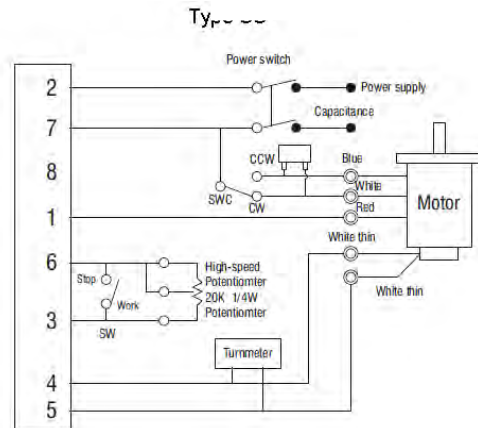 Power switch
2
Power supply
7
Capacitance
8
CCW
Blue
SWC
CW
White
Motor
1
Red
White thin
6
Stop
High-speed
Potentiomter
20K 1/4W
Potentiomter
Work
White thin
3
SW
Turnmeter
4
5